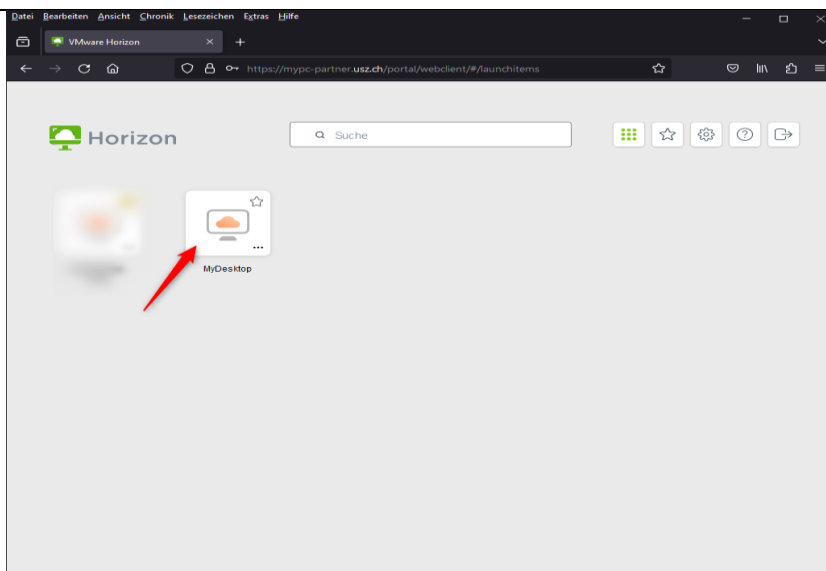 Datei Bearbeiten Ansicht Chronik Lesezeichen Extras Hilfe
VMware Horizon
https://mypc-partner.usz.ch/portal/webclient/#/launchitems
Horizon
Suche
MyDesktop